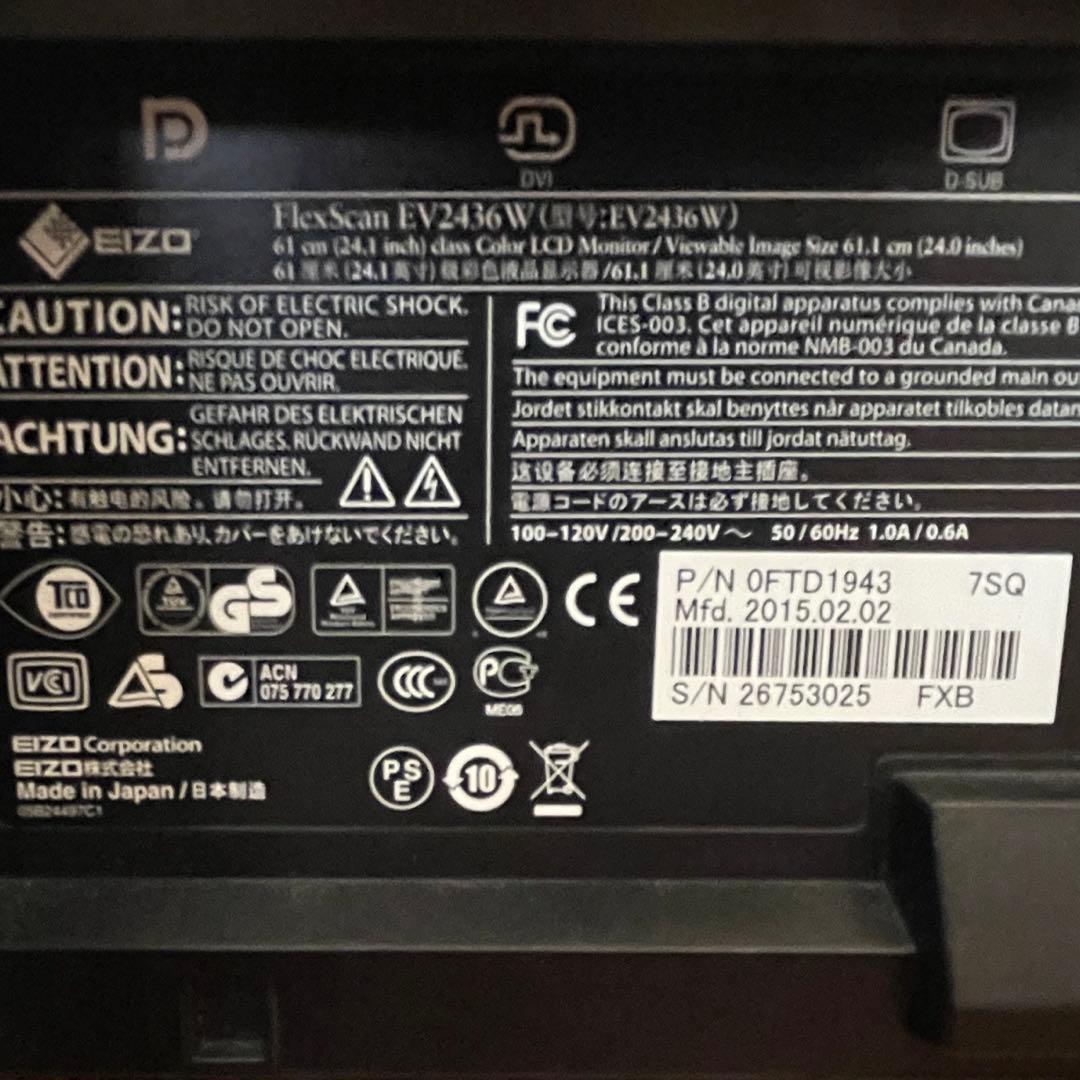 DVI
D-SUB
EIZO
FlexScan EV2436W(型号:EV2436W)
61 cm (24.1 inch) class Color LCD Monitor / Viewable Image Size 61.1 cm (24.0 inches)
61 厘米 (24.1 英寸) 级彩色液晶显示器 /61.1 厘米 (24.0 英寸) 可视影像大小
CAUTION: RISK OF ELECTRIC SHOCK.
DO NOT OPEN.
ATTENTION: RISQUE DE CHOC ELECTRIQUE.
NE PAS OUVRIR.
ACHTUNG: GEFAHR DES ELEKTRISCHEN
SCHLAGES. RÜCKWAND NICHT
ENTFERNEN.
小心: 有触电的风险。请勿打开。
警告: 感電の恐れあり、カバーをあけないでください。
FC
This Class B digital apparatus complies with Cana
ICES-003. Cet appareil numérique de la classe B
conforme à la norme NMB-003 du Canada.
The equipment must be connected to a grounded main ou
Jordet stikkontakt skal benyttes når apparatet tilkobles datan
Apparaten skall anslutas till jordat nätuttag.
这设备必须连接至接地主插座。
電源コードのアースは必ず接地してください。
100-120V /200-240V ～ 50 / 60Hz 1.0A / 0.6A
TCO
GS
CE
P/N 0FTD1943 7SQ
Mfd. 2015.02.02
S/N 26753025 FXB
VCCI
ACN
075 770 277
CCC
PG
ME06
EIZO Corporation
EIZO株式会社
Made in Japan / 日本制造
05B24497C1
PSE
10